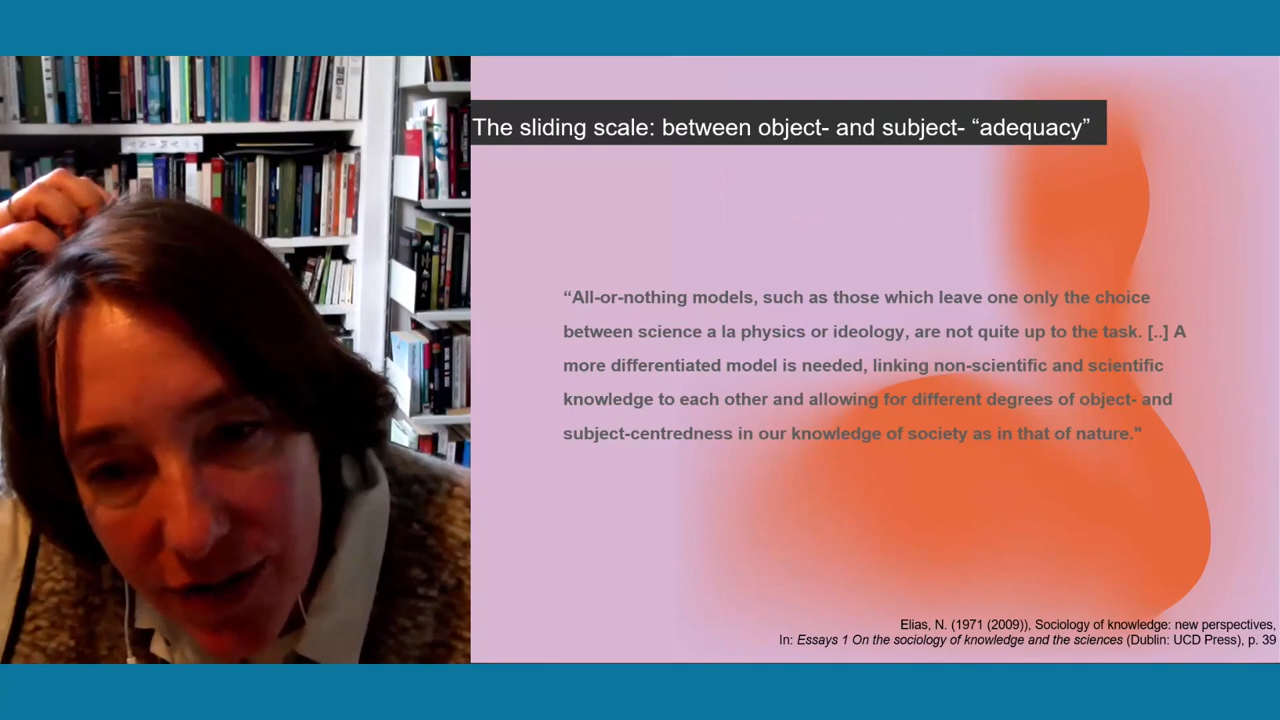 The sliding scale: between object- and subject- “adequacy”
“All-or-nothing models, such as those which leave one only the choice
between science a la physics or ideology, are not quite up to the task. [..] A
more differentiated model is needed, linking non-scientific and scientific
knowledge to each other and allowing for different degrees of object- and
subject-centredness in our knowledge of society as in that of nature."
Elias, N. (1971 (2009)), Sociology of knowledge: new perspectives,
In: Essays 1 On the sociology of knowledge and the sciences (Dublin: UCD Press), p. 39